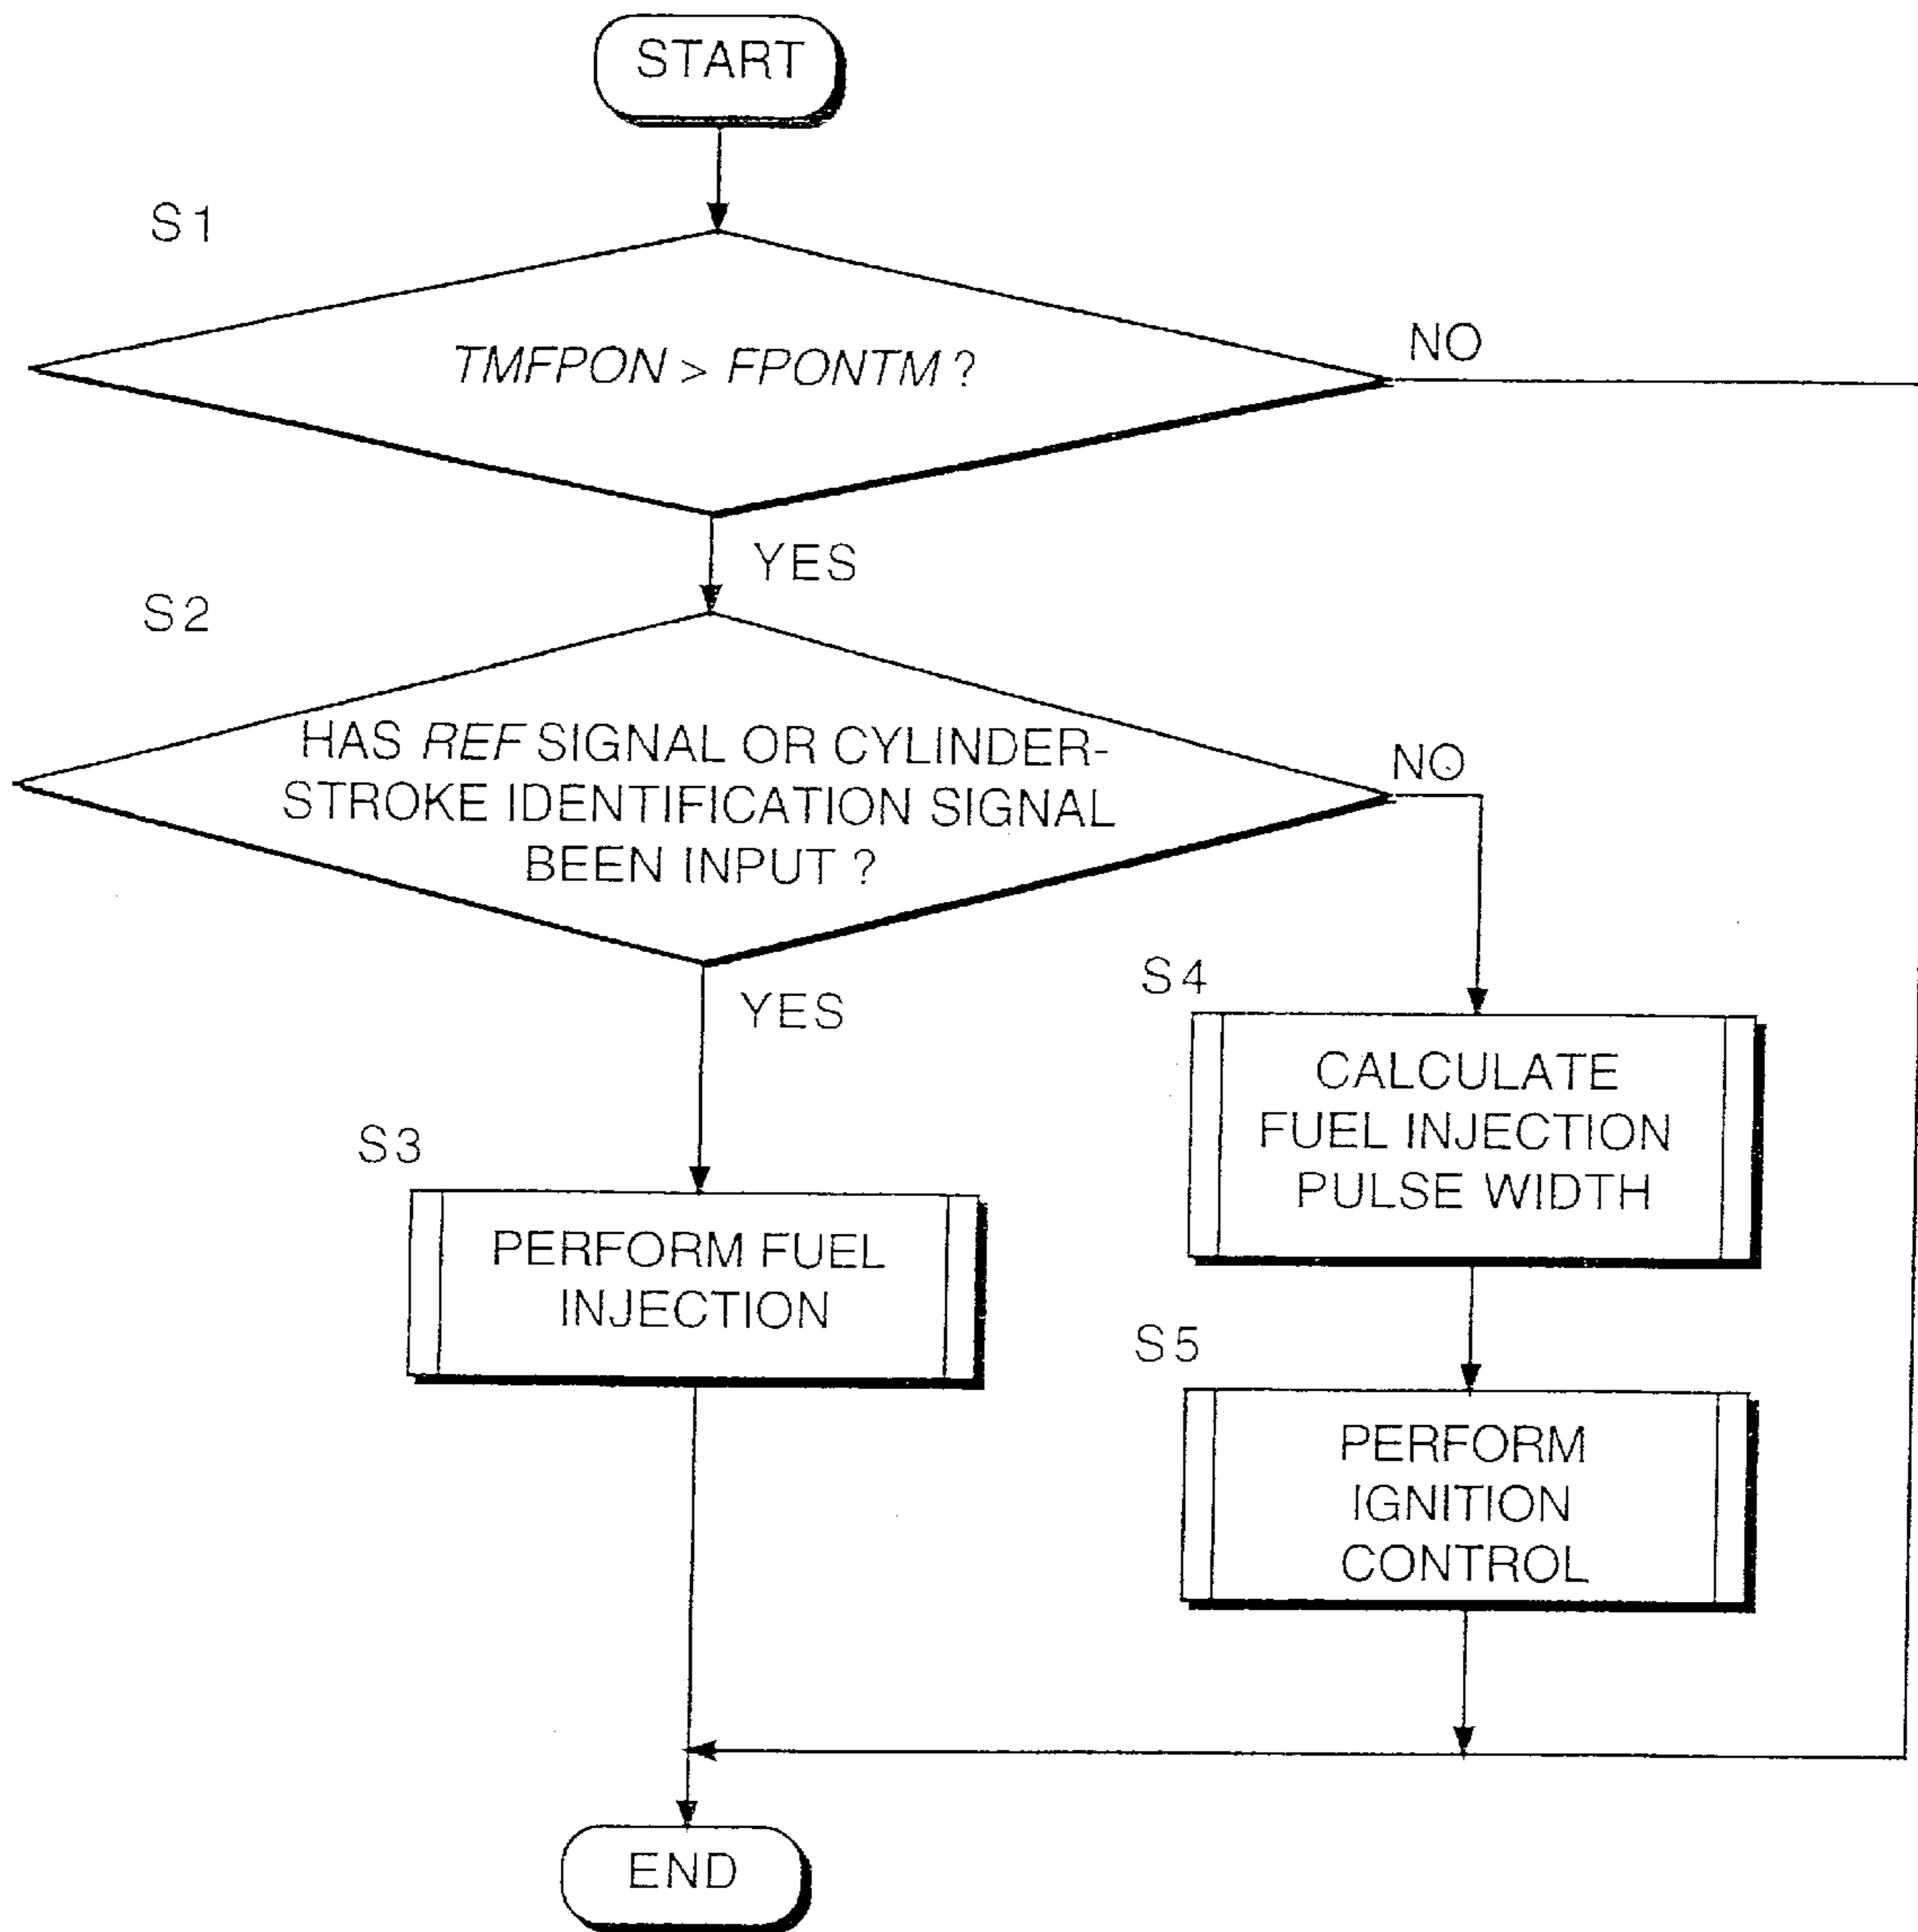 START
S1
TMFPON > FPONTM ?
NO
YES
S2
HAS REF SIGNAL OR CYLINDER-
STROKE IDENTIFICATION SIGNAL
BEEN INPUT ?
NO
YES
S4
CALCULATE
FUEL INJECTION
PULSE WIDTH
S3
PERFORM FUEL
INJECTION
S5
PERFORM
IGNITION
CONTROL
END